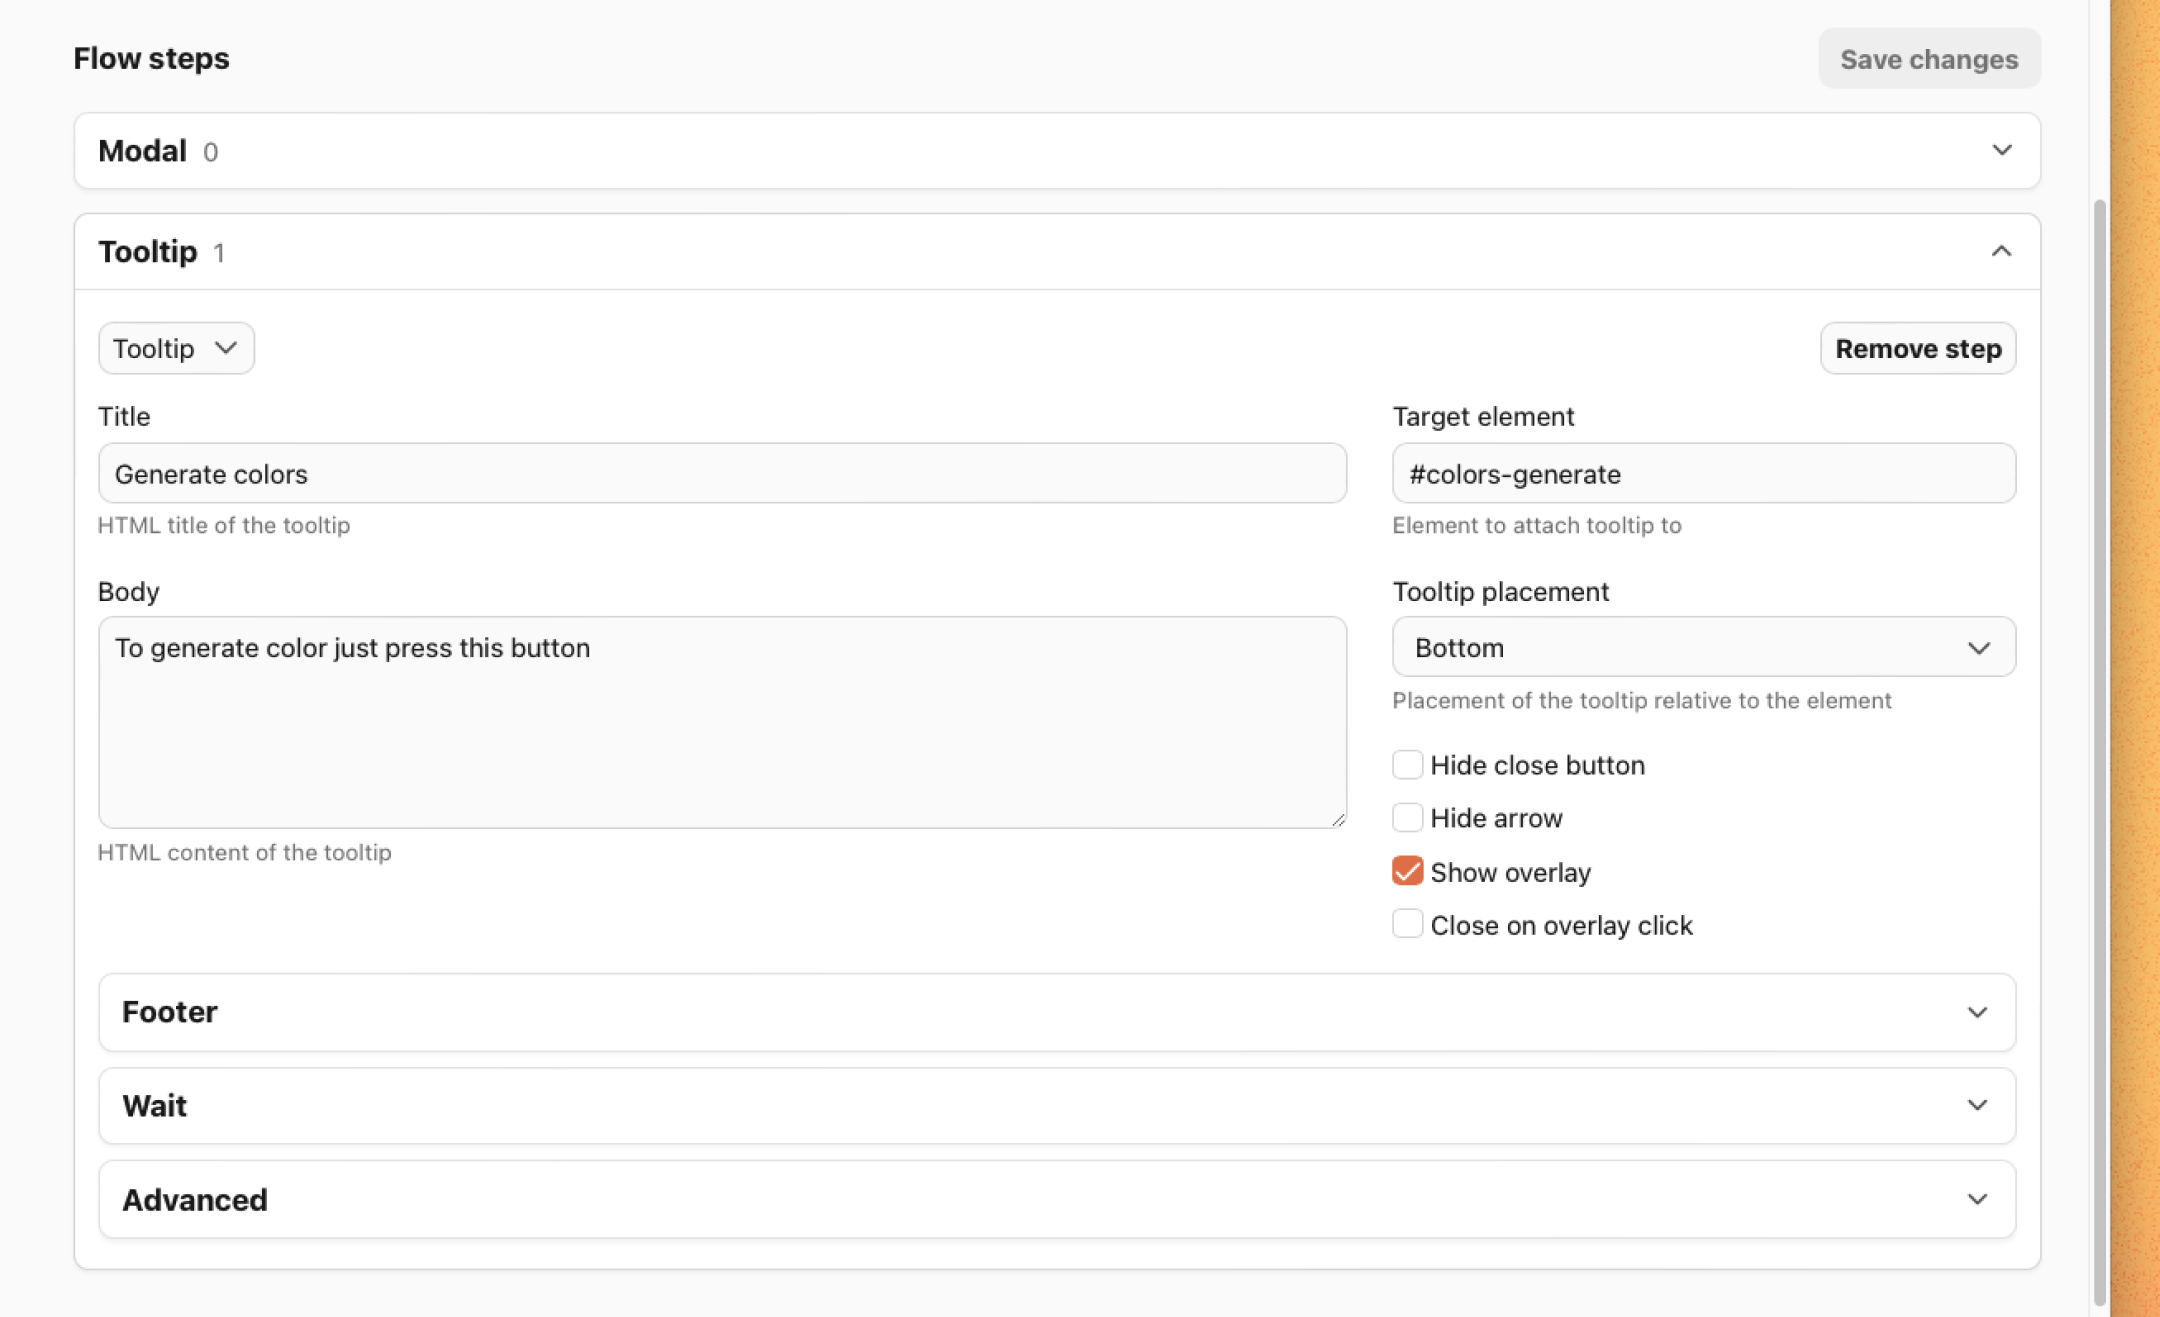 Flow steps
Save changes
Modal 0
Tooltip 1
Tooltip
Remove step
Title
Target element
Generate colors
#colors-generate
HTML title of the tooltip
Element to attach tooltip to
Body
Tooltip placement
To generate color just press this button
Bottom
Placement of the tooltip relative to the element
Hide close button
Hide arrow
HTML content of the tooltip
Show overlay
Close on overlay click
Footer
Wait
Advanced